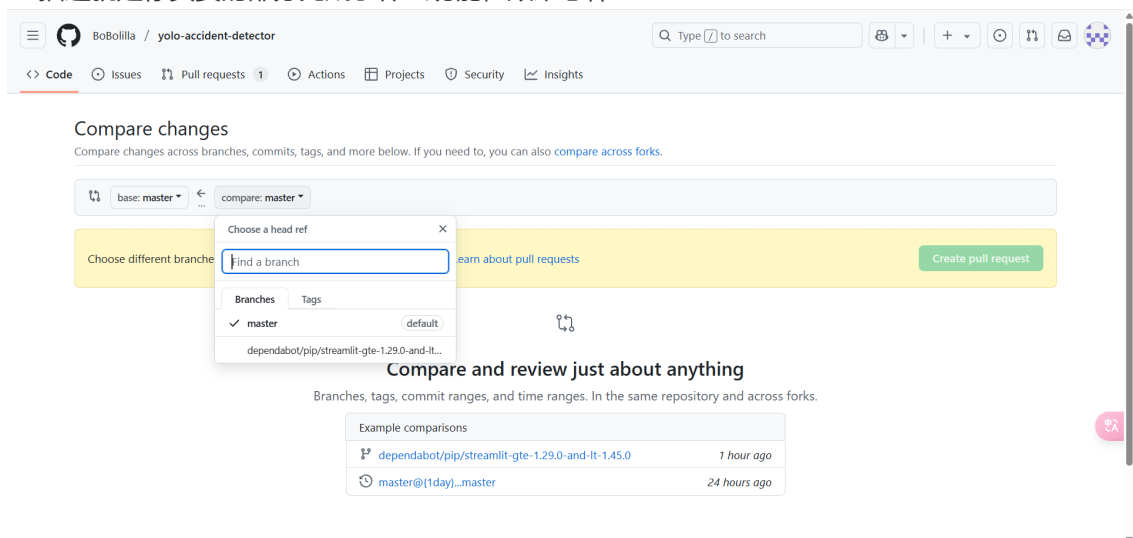 BoBolilla / yolo-accident-detector
Type / to search
Code Issues Pull requests 1 Actions Projects Security Insights
Compare changes
Compare changes across branches, commits, tags, and more below. If you need to, you can also compare across forks.
base: master compare: master
...
Choose a head ref
Choose different branche
Find a branch
earn about pull requests
Create pull request
Branches Tags
master default
dependabot/pip/streamlit-gte-1.29.0-and-lt...
Compare and review just about anything
Branches, tags, commit ranges, and time ranges. In the same repository and across forks.
Example comparisons
dependabot/pip/streamlit-gte-1.29.0-and-lt-1.45.0 1 hour ago
master@{1day}...master 24 hours ago